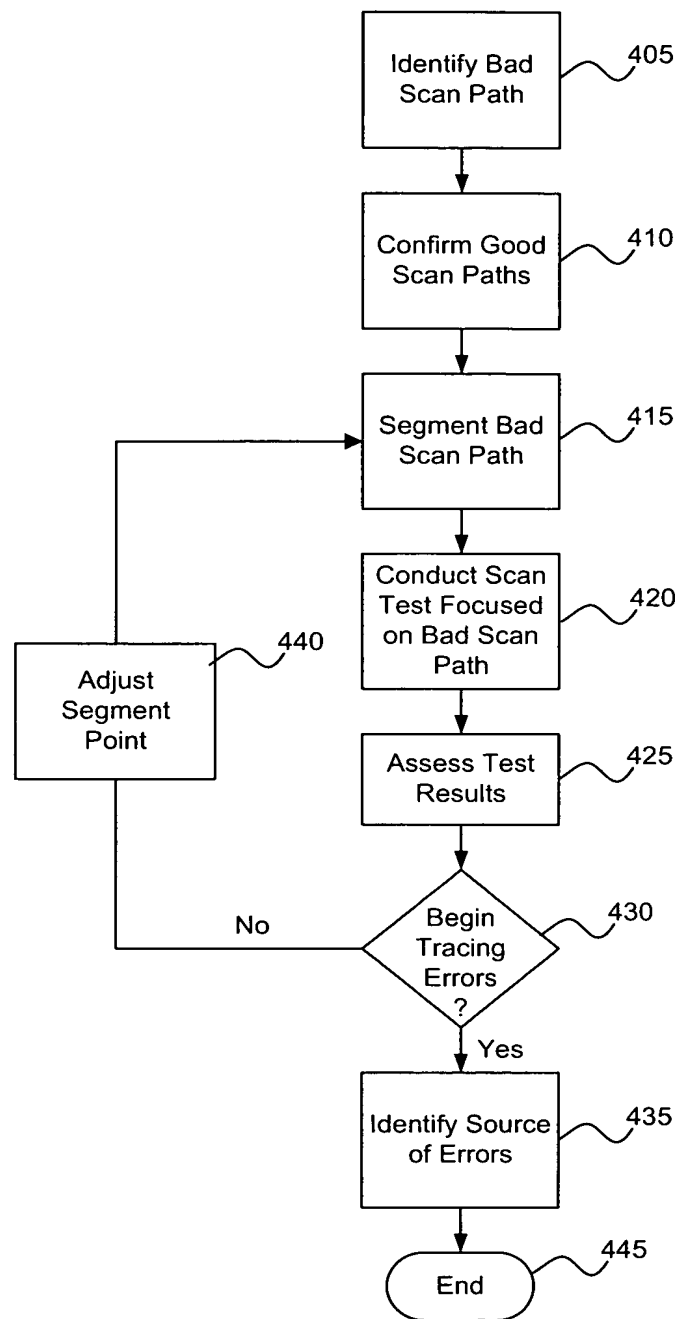 Identify Bad
Scan Path
405
Confirm Good
Scan Paths
410
Segment Bad
Scan Path
415
Conduct Scan
Test Focused
on Bad Scan
Path
420
440
Adjust
Segment
Point
Assess Test
Results
425
No
Begin
Tracing
Errors
?
430
Yes
Identify Source
of Errors
435
End
445